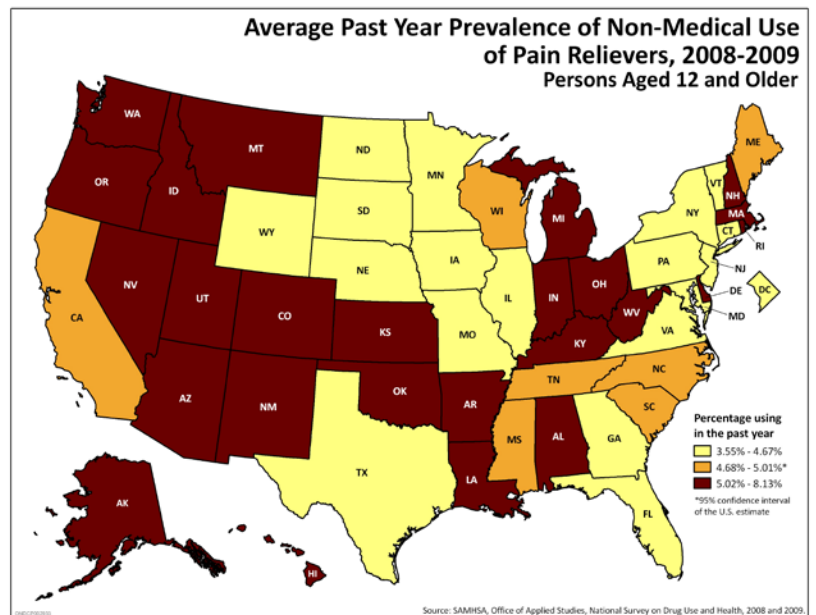 Average Past Year Prevalence of Non-Medical Use
of Pain Relievers, 2008-2009
Persons Aged 12 and Older
WA
MT
ND
MN
ME
OR
ID
SD
WI
MI
VT
NH
NY
MA
CT
RI
WY
IA
PA
NJ
NE
IL
IN
OH
DE
DC
NV
UT
CO
WV
MD
CA
KS
MO
KY
VA
TN
NC
AZ
NM
OK
AR
SC
MS
AL
GA
TX
LA
FL
AK
HI
Percentage using
in the past year
3.55% - 4.67%
4.68% - 5.01%*
5.02% - 8.13%
*95% confidence interval
of the U.S. estimate
Source: SAMHSA, Office of Applied Studies, National Survey on Drug Use and Health, 2008 and 2009.